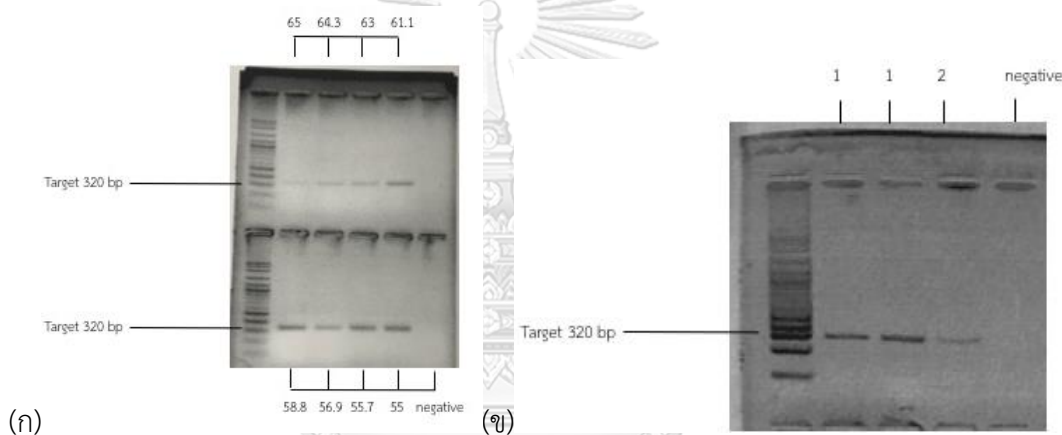 65 64.3 63 61.1
Target 320 bp
Target 320 bp
58.8 56.9 55.7 55 negative
(ก)
1 1 2 negative
Target 320 bp
(ข)